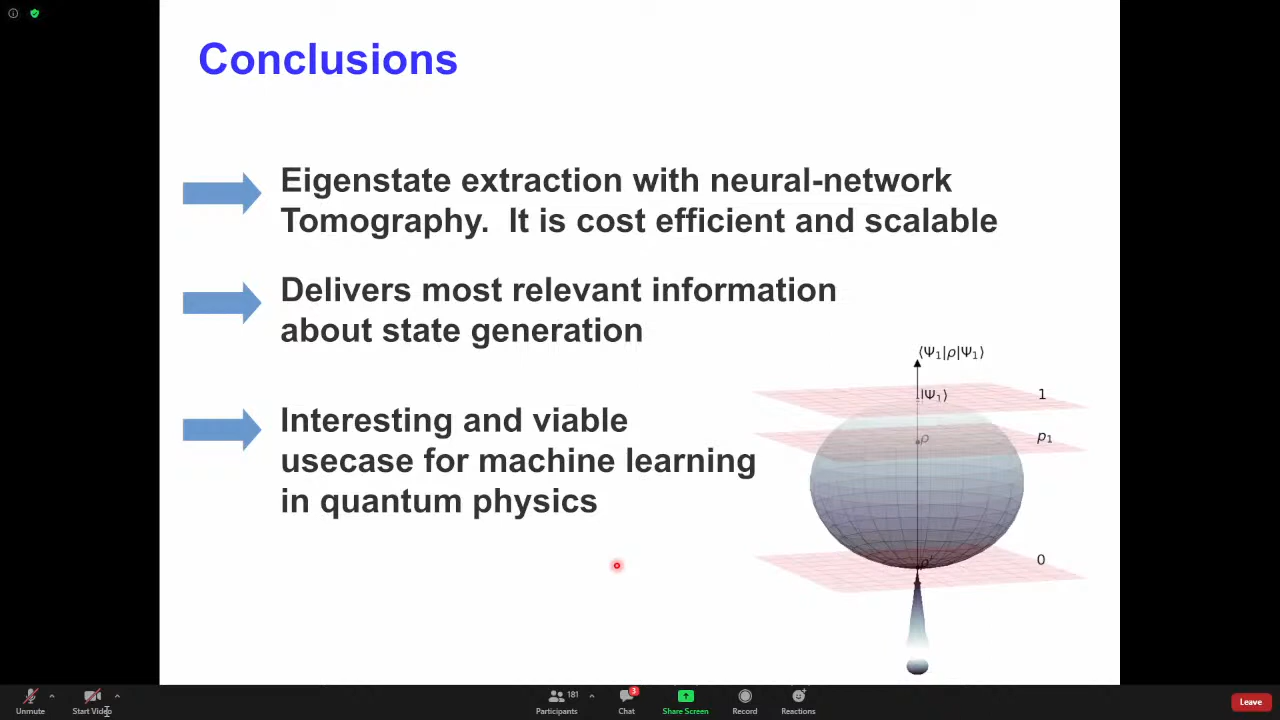 Conclusions
Eigenstate extraction with neural-network
Tomography. It is cost efficient and scalable
Delivers most relevant information
about state generation
Interesting and viable
usecase for machine learning
in quantum physics
⟨Ψ₁|ρ|Ψ₁⟩
|Ψ₁⟩
1
ρ
p₁
0
Unmute
Start Video
Participants
181
Chat
3
Share Screen
Record
Reactions
Leave